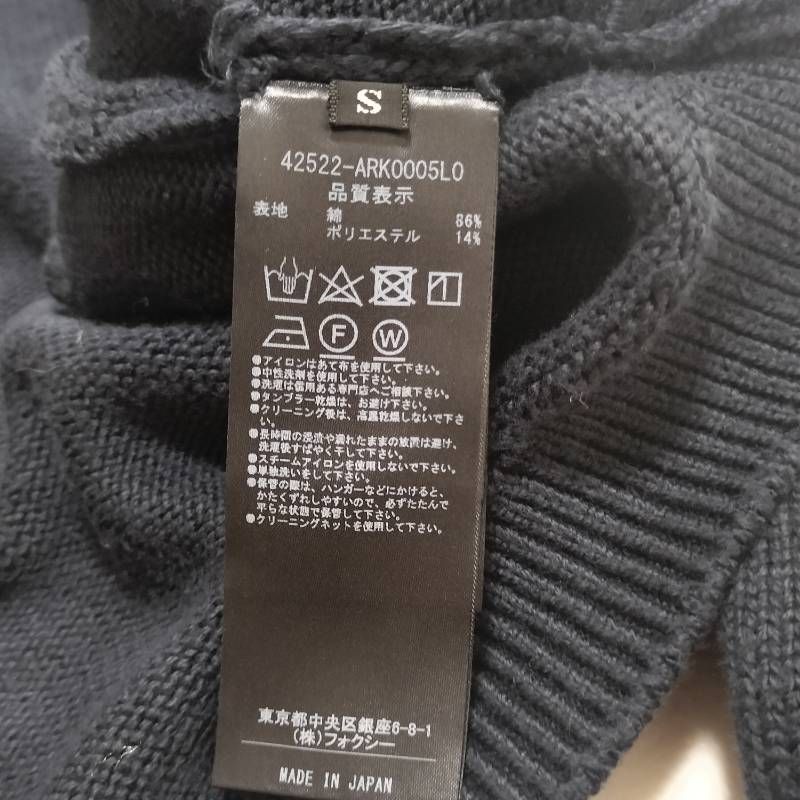 S
42522-ARK0005L0
品質表示
表地 綿 86%
ポリエステル 14%
F W
●アイロンはあて布を使用して下さい。
●中性洗剤を使用して下さい。
●洗濯は信用ある専門店へご相談下さい。
●タンブラー乾燥は、お避け下さい。
●クリーニング後は、高温乾燥しないで下さ
い。
●長時間の浸漬や濡れたままの放置は避け、
洗濯後すばやく干して下さい。
●スチームアイロンを使用しないで下さい。
●単独洗いをして下さい。
●保管の際は、ハンガーなどにかけると、
かたくずれしやすいので、必ずたたんで
平らな状態で保管して下さい。
●クリーニングネットを使用して下さい。
東京都中央区銀座6-8-1
(株)フォクシー
MADE IN JAPAN